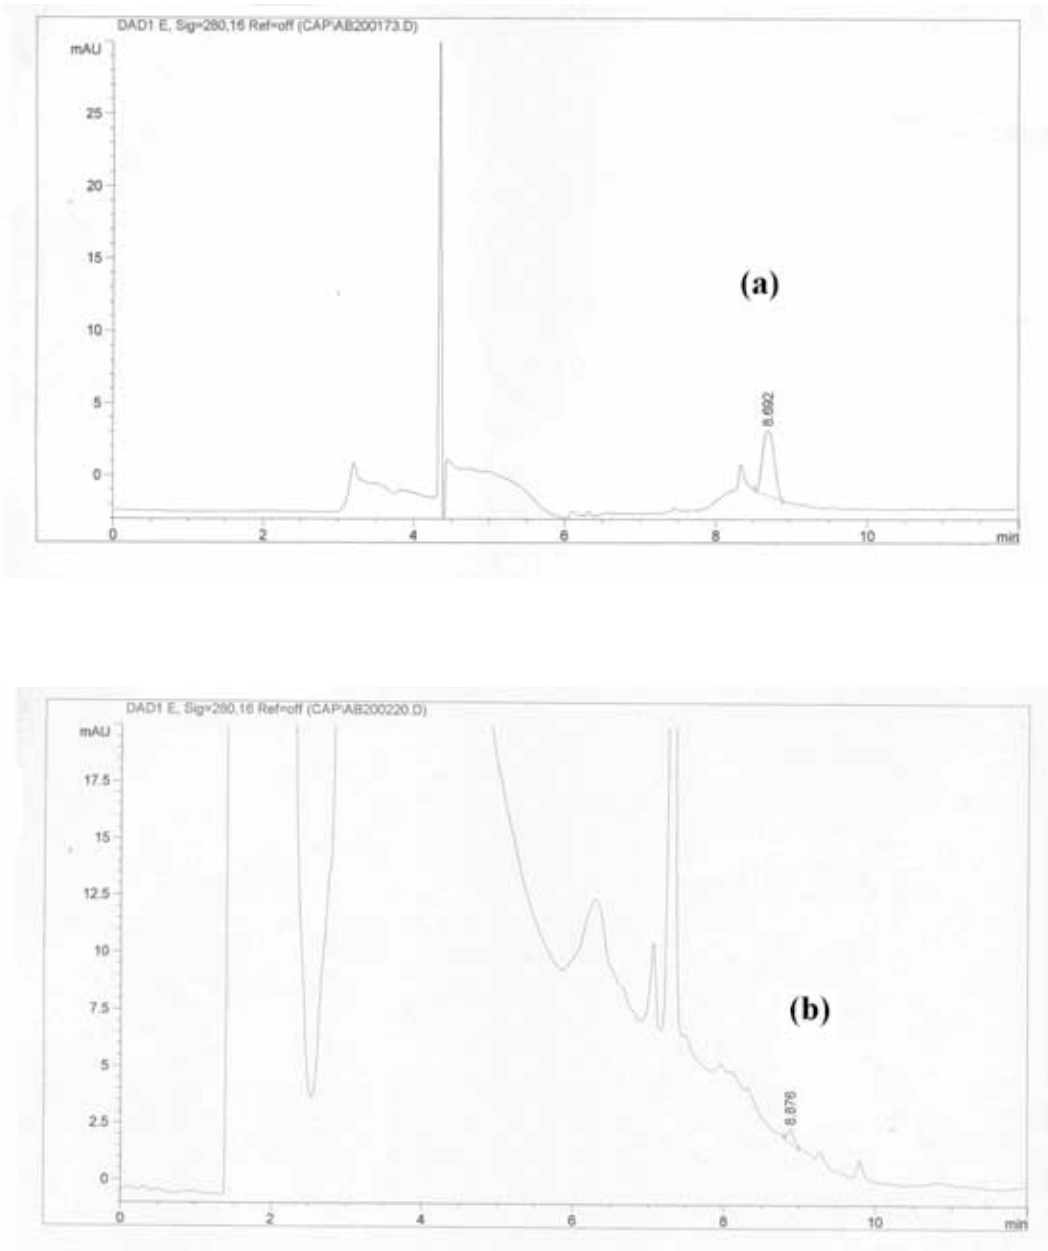 DAD1 E, Sig=280,16 Ref=off (CAP\AB200173.D)
mAU
25
20
15
10
5
0
(a)
8.692
0 2 4 6 8 10 min
DAD1 E, Sig=280,16 Ref=off (CAP\AB200220.D)
mAU
17.5
15
12.5
10
7.5
5
2.5
0
(b)
8.876
0 2 4 6 8 10 min